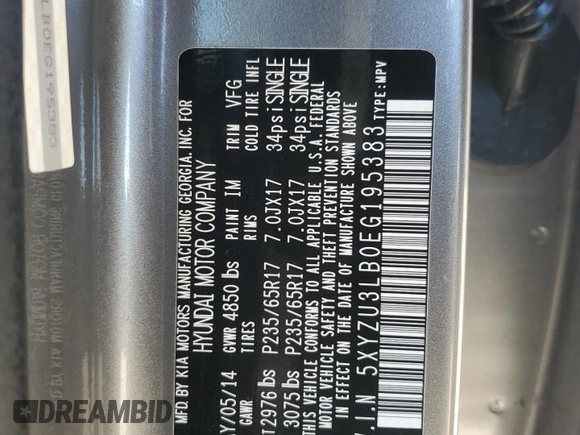 MFD BY KIA MOTORS MANUFACTURING GEORGIA, INC. FOR
HYUNDAI MOTOR COMPANY
AY/05/14 GVWR 4850 lbs PAINT IM TRIM VFG
GAWR TIRES RIMS COLD TIRE INFL
T2976 lbs P235/65R17 7.0JX17 34psi SINGLE
3075 lbs P235/65R17 7.0JX17 34psi SINGLE
THIS VEHICLE CONFORMS TO ALL APPLICABLE U.S.A. FEDERAL
MOTOR VEHICLE SAFETY AND THEFT PREVENTION STANDARDS
IN EFFECT ON THE DATE OF MANUFACTURE SHOWN ABOVE.
V.I.N 5XYZU3LB0EG195383 TYPE:MPV
LB0EG195383
DREAMBID